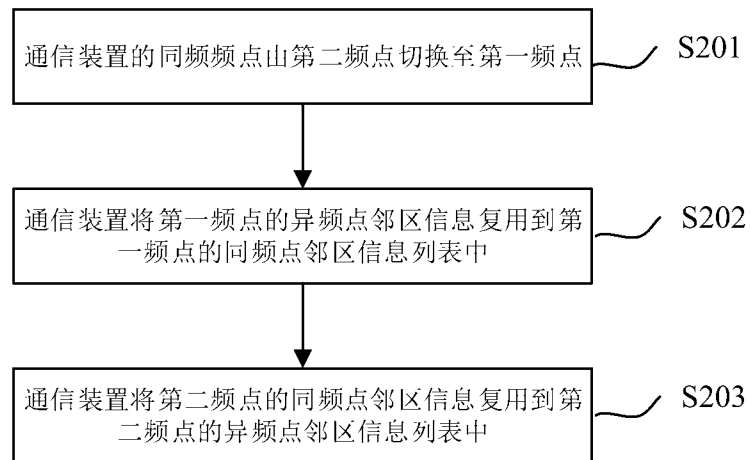 通信装置的同频频点由第二频点切换至第一频点
S201
通信装置将第一频点的异频点邻区信息复用到第
一频点的同频点邻区信息列表中
S202
通信装置将第二频点的同频点邻区信息复用到第
二频点的异频点邻区信息列表中
S203